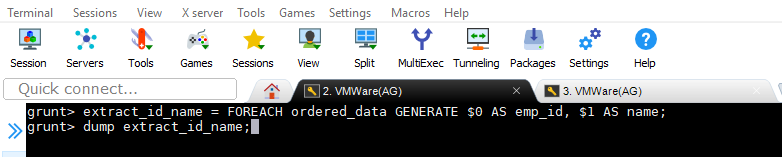 Terminal Sessions View X server Tools Games Settings Macros Help
Session Servers Tools Games Sessions View Split MultiExec Tunneling Packages Settings Help
Quick connect...
2. VMWare(AG)
3. VMWare(AG)
grunt> extract_id_name = FOREACH ordered_data GENERATE $0 AS emp_id, $1 AS name;
grunt> dump extract_id_name;